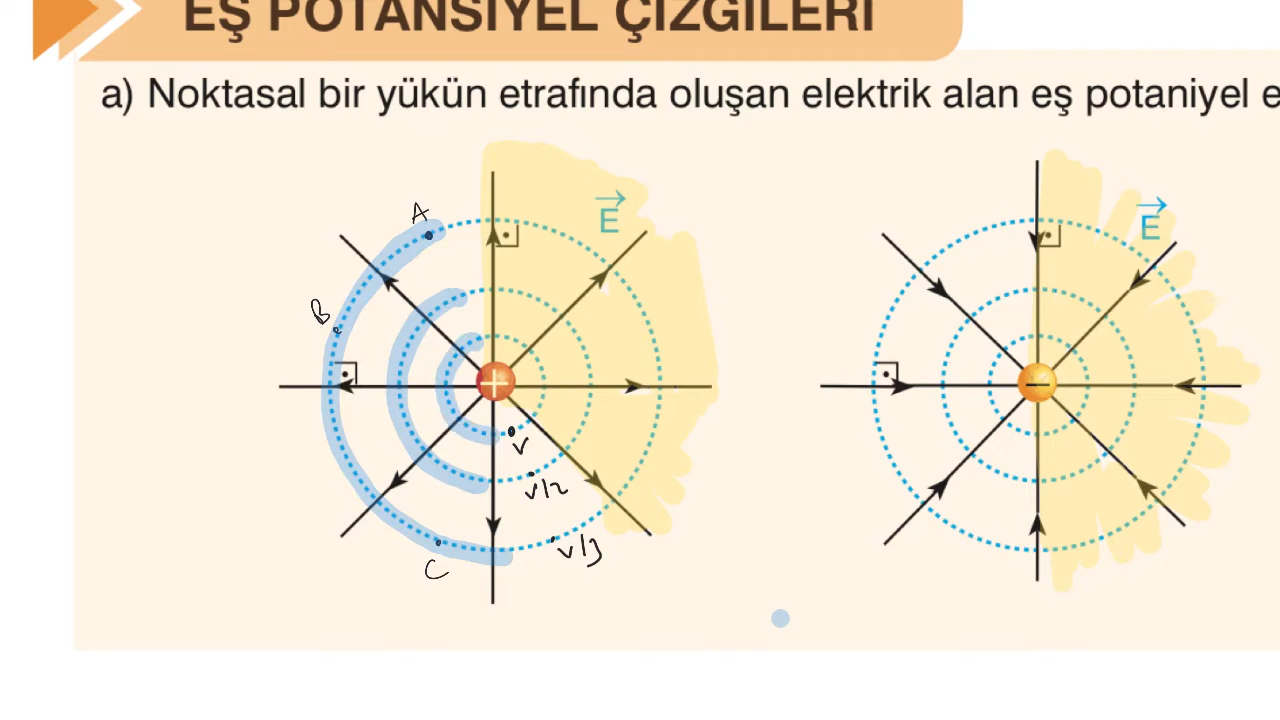 EŞ POTANSİYEL ÇİZGİLERİ
a) Noktasal bir yükün etrafında oluşan elektrik alan eş potaniyel e
A
E
E
B
+
−
V
V/2
V/3
C